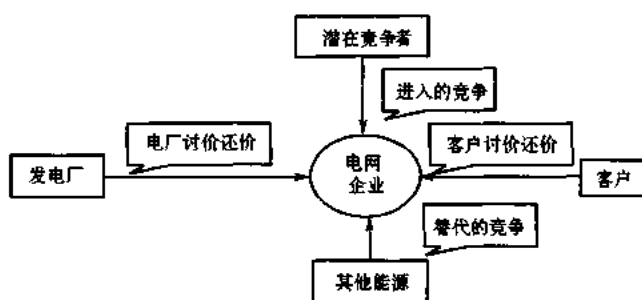 潜在竞争者
进入的竞争
电厂讨价还价
客户讨价还价
发电厂
电网
企业
客户
替代的竞争
其他能源